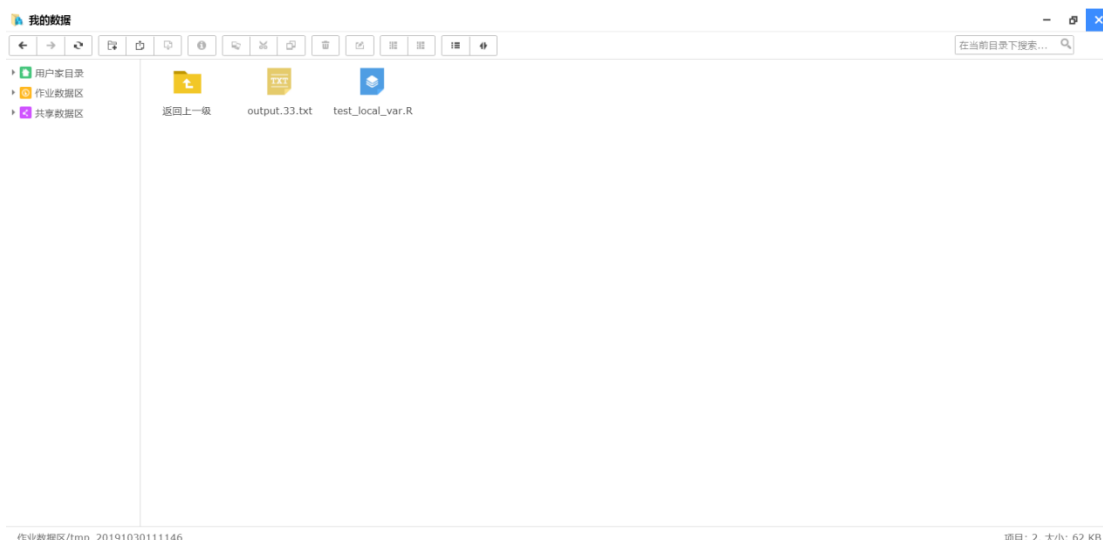 我的数据
在当前目录下搜索...
用户家目录
作业数据区
共享数据区
返回上一级
output.33.txt
test_local_var.R
作业数据区/tmp_20191030111146
项目: 2, 大小: 62 KB